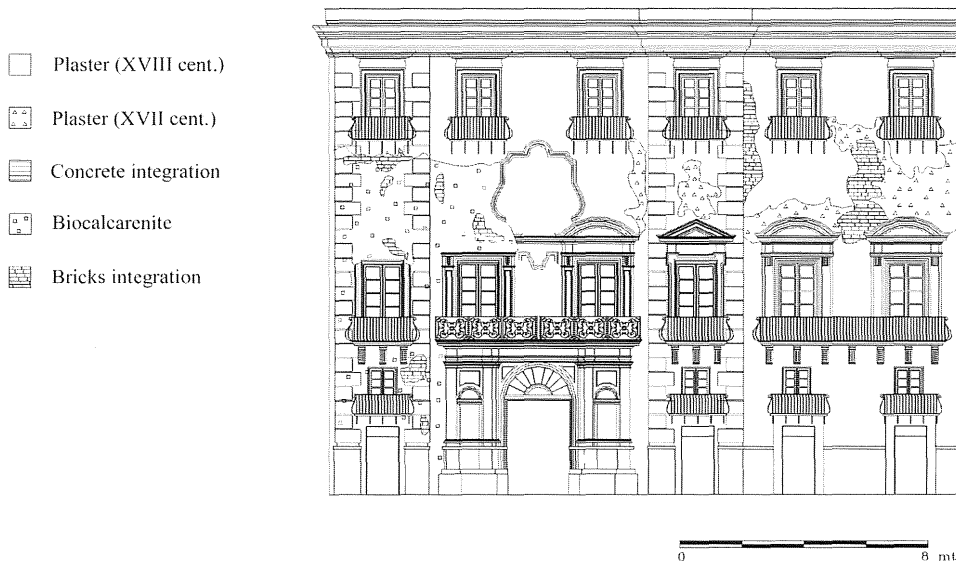 Plaster (XVIII cent.)
Plaster (XVII cent.)
Concrete integration
Biocalcarenite
Bricks integration
0 8 mt